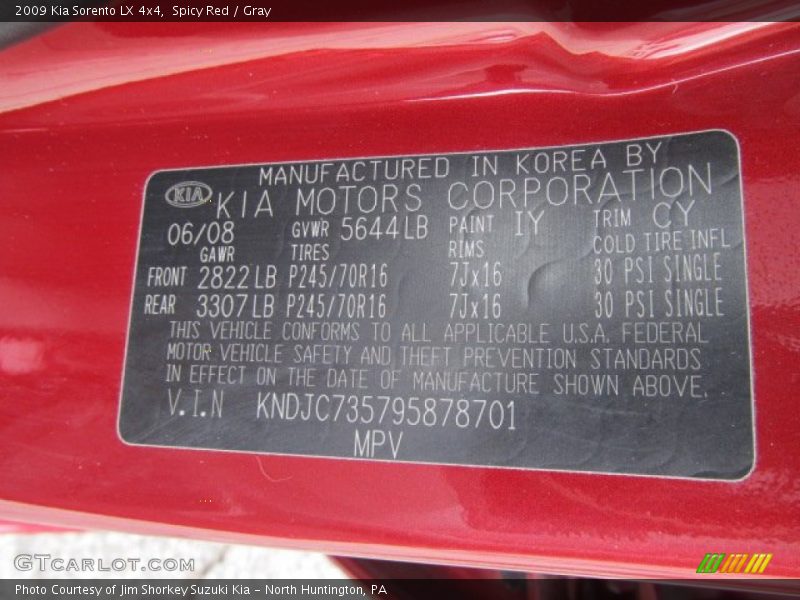 2009 Kia Sorento LX 4x4, Spicy Red / Gray
MANUFACTURED IN KOREA BY
KIA KIA MOTORS CORPORATION
06/08 GVWR 5644LB PAINT IY TRIM CY
GAWR TIRES RIMS COLD TIRE INFL
FRONT 2822LB P245/70R16 7Jx16 30 PSI SINGLE
REAR 3307LB P245/70R16 7Jx16 30 PSI SINGLE
THIS VEHICLE CONFORMS TO ALL APPLICABLE U.S.A. FEDERAL
MOTOR VEHICLE SAFETY AND THEFT PREVENTION STANDARDS
IN EFFECT ON THE DATE OF MANUFACTURE SHOWN ABOVE.
V.I.N KNDJC735795878701
MPV
GTCARLOT.COM
Photo Courtesy of Jim Shorkey Suzuki Kia - North Huntington, PA